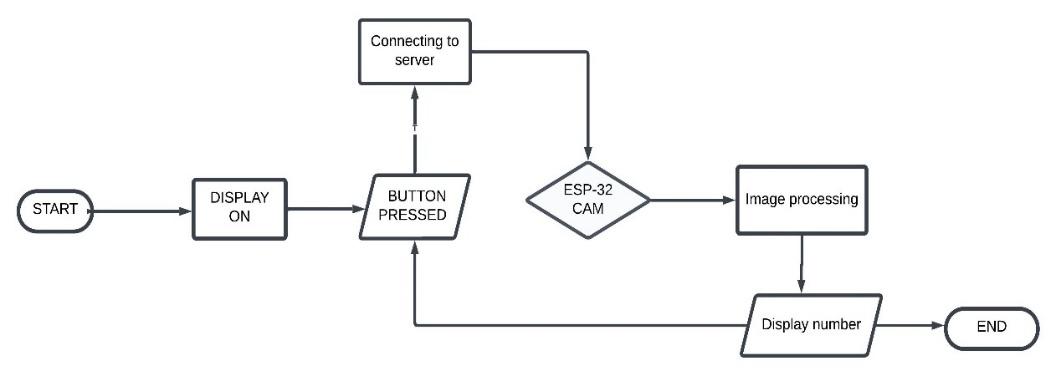 Connecting to
server
START
DISPLAY
ON
BUTTON
PRESSED
ESP-32
CAM
Image processing
Display number
END